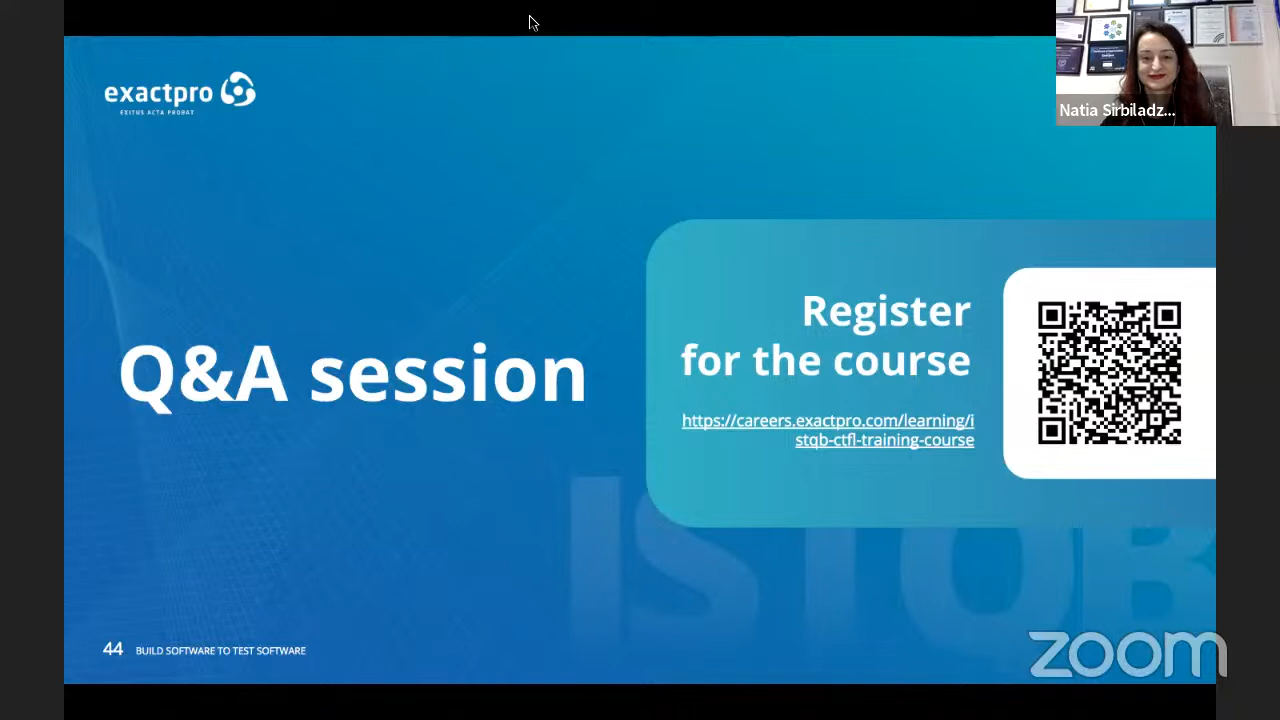 exactpro
EXITUS ACTA PROBAT
Natia Sirbiladz...
Register
for the course
Q&A session
https://careers.exactpro.com/learning/i
stqb-ctfl-training-course
ISTQB
44 BUILD SOFTWARE TO TEST SOFTWARE
zoom